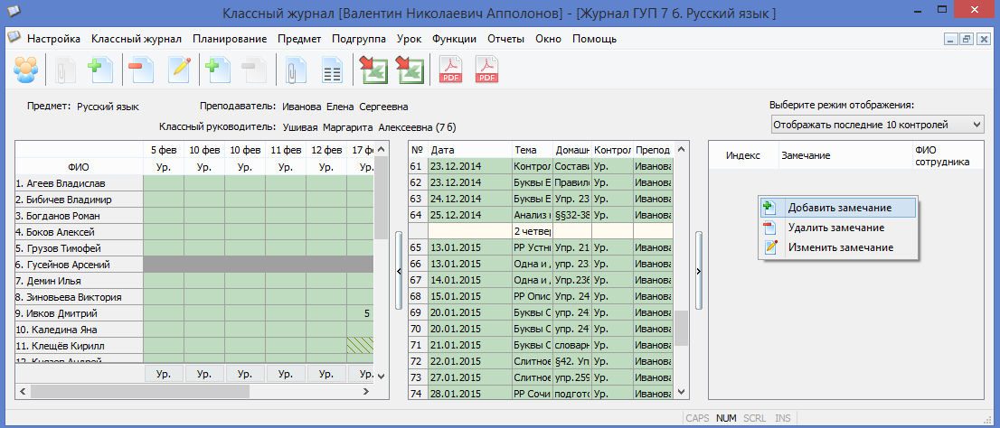 Классный журнал [Валентин Николаевич Апполонов] - [Журнал ГУП 7 б. Русский язык ]
Настройка Классный журнал Планирование Предмет Подгруппа Урок Функции Отчеты Окно Помощь
PDF PDF
Предмет: Русский язык Преподаватель: Иванова Елена Сергеевна
Классный руководитель: Ушивая Маргарита Алексеевна (7 б)
Выберите режим отображения:
Отображать последние 10 контролей
5 фев 10 фев 10 фев 11 фев 12 фев 17 фе
ФИО Ур. Ур. Ур. Ур. Ур. Ур.
1. Агеев Владислав
2. Бибичев Владимир
3. Богданов Роман
4. Боков Алексей
5. Грузов Тимофей
6. Гусейнов Арсений
7. Демин Илья
8. Зиновьева Виктория
9. Ивков Дмитрий 5
10. Каледина Яна
11. Клещёв Кирилл
12. Князев Андрей
Ур. Ур. Ур. Ур. Ур. Ур.
№ Дата Тема Домашн Контрол Препод
61 23.12.2014 Контрол Состави Ур. Иванова
62 23.12.2014 Буквы Е Правило Ур. Иванова
63 24.12.2014 Буквы Е Упр. 23 Ур. Иванова
64 25.12.2014 Анализ §§32-38 Ур. Иванова
2 четвер
65 13.01.2015 РР Устн Упр. 21 Ур. Иванова
66 13.01.2015 Одна и упр. 23 Ур. Иванова
67 14.01.2015 Одна и Упр.236 Ур. Иванова
68 15.01.2015 РР Опис Упр. 24 Ур. Иванова
69 20.01.2015 Буквы С упр. 24 Ур. Иванова
70 20.01.2015 Буквы С упр. 24 Ур. Иванова
71 21.01.2015 Буквы С словарн Ур. Иванова
72 22.01.2015 Слитное §42. Уп Ур. Иванова
73 27.01.2015 Слитное упр.259 Ур. Иванова
74 28.01.2015 РР Сочи подгото Ур. Иванова
Индекс Замечание ФИО сотрудника
Добавить замечание
Удалить замечание
Изменить замечание
CAPS NUM SCRL INS